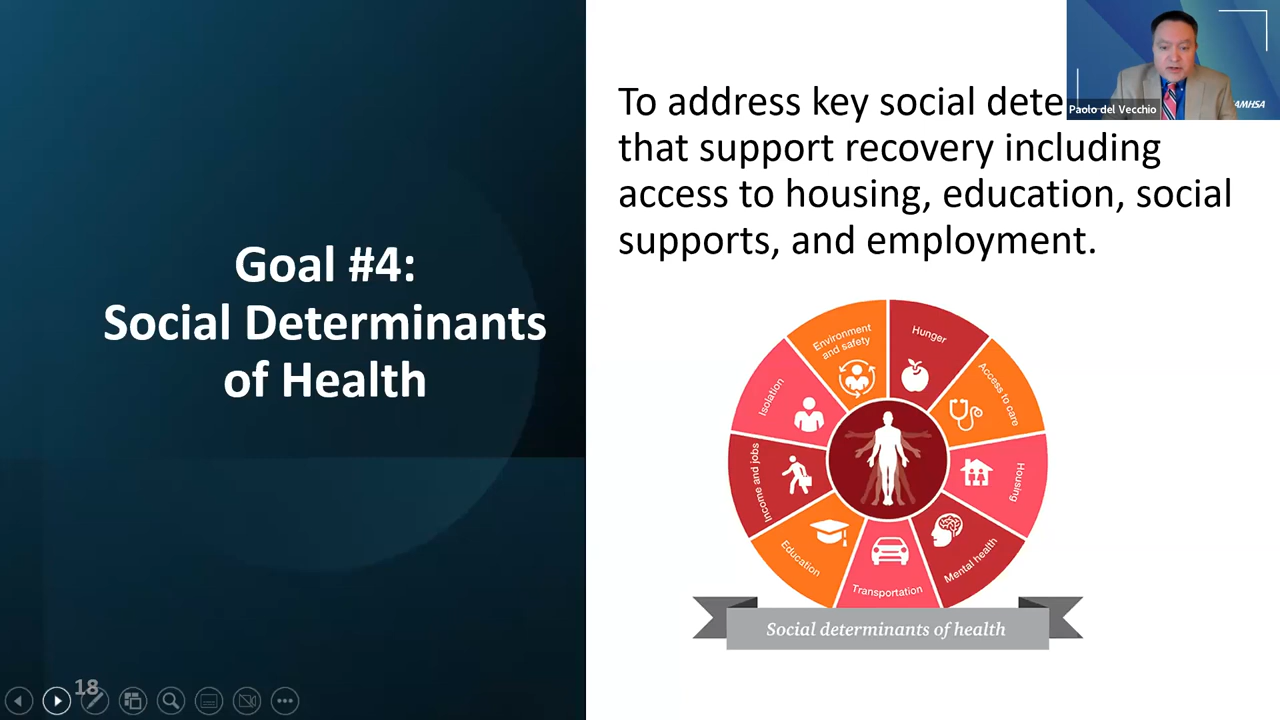 Goal #4:
Social Determinants
of Health
18
To address key social dete
that support recovery including
access to housing, education, social
supports, and employment.
Paolo del Vecchio
AMHSA
Environment
and safety
Hunger
Access to care
Housing
Mental health
Transportation
Education
Income and jobs
Isolation
Social determinants of health